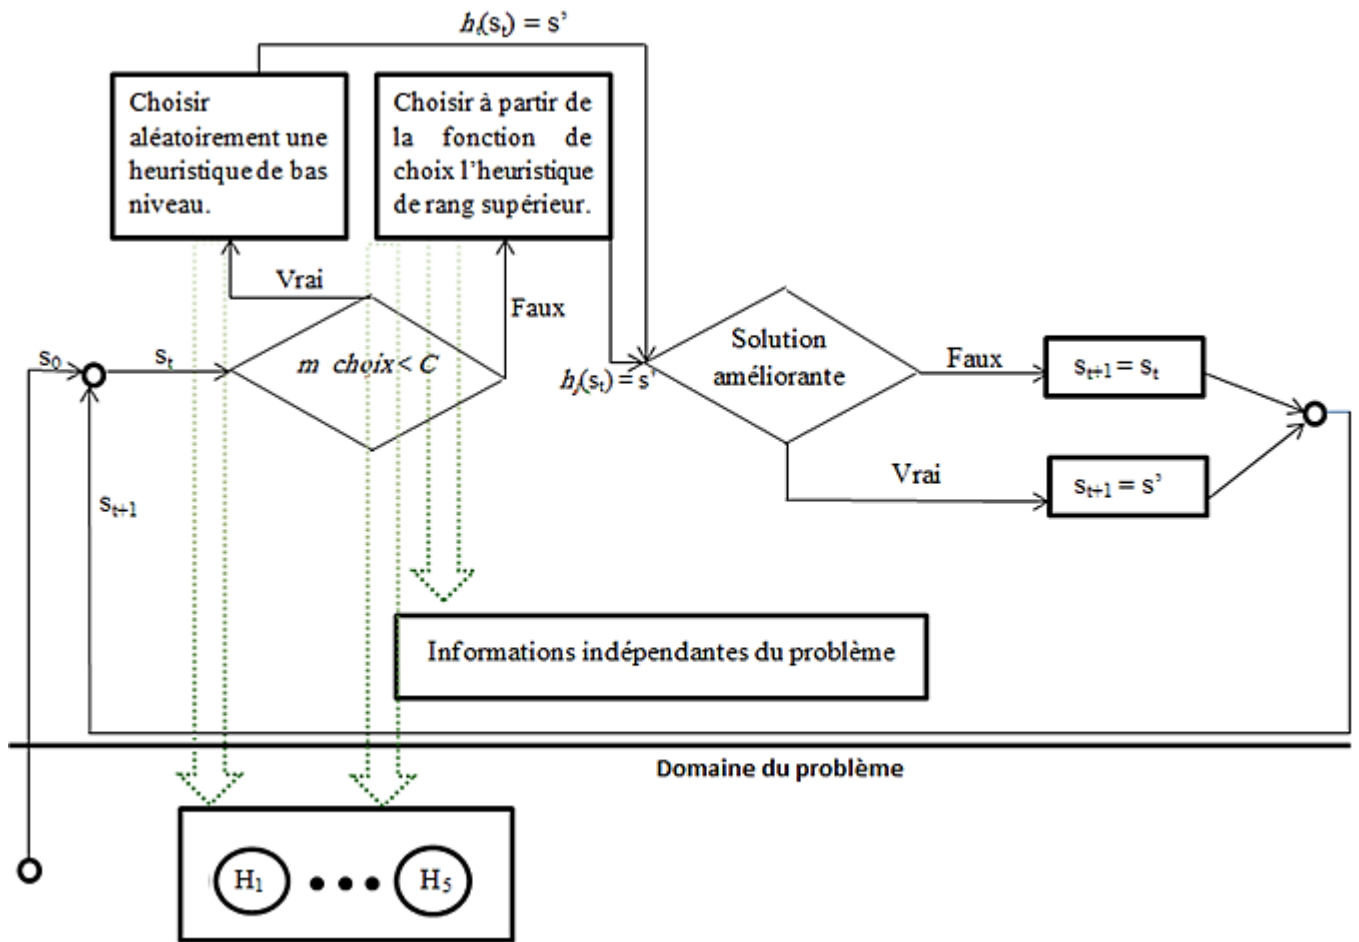 hᵢ(sₜ) = s’
Choisir
aléatoirement une
heuristique de bas
niveau.
Choisir à partir de
la fonction de
choix l’heuristique
de rang supérieur.
Vrai
Faux
s₀
sₜ
m choix < C
hⱼ(sₜ) = s’
Solution
améliorante
Faux
sₜ₊₁ = sₜ
Vrai
sₜ₊₁ = s’
sₜ₊₁
Informations indépendantes du problème
Domaine du problème
H₁ ••• H₅